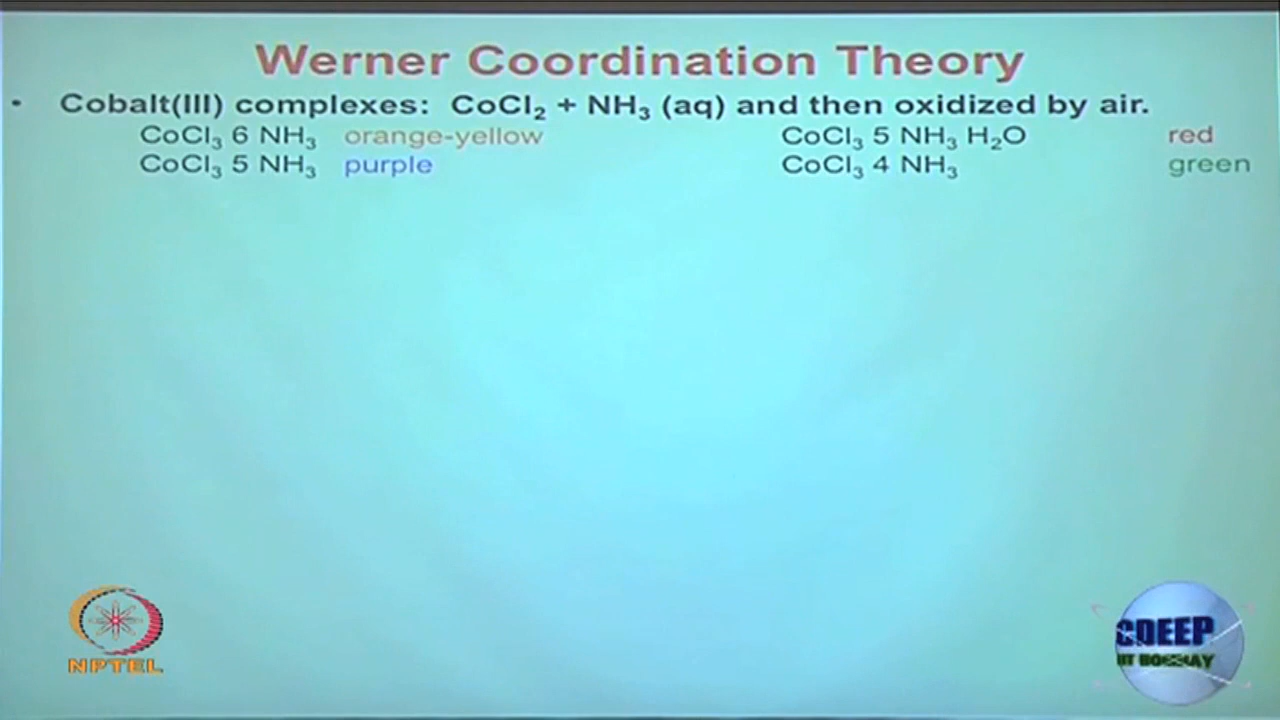 Werner Coordination Theory
• Cobalt(III) complexes: CoCl₂ + NH₃ (aq) and then oxidized by air.
CoCl₃ 6 NH₃ orange-yellow CoCl₃ 5 NH₃ H₂O red
CoCl₃ 5 NH₃ purple CoCl₃ 4 NH₃ green
NPTEL
CDEEP
IIT BOMBAY